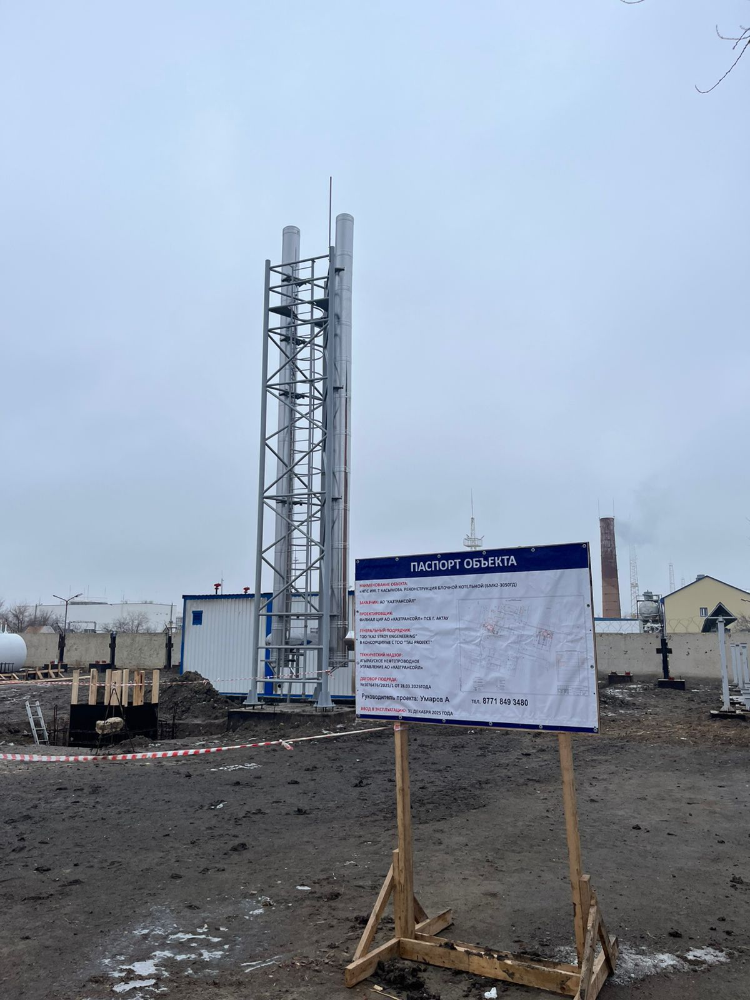 ПАСПОРТ ОБЪЕКТА
НАИМЕНОВАНИЕ ОБЪЕКТА:
«НПС ИМ. Т КАСЫМОВА. РЕКОНСТРУКЦИЯ БЛОЧНОЙ КОТЕЛЬНОЙ (БМК2-3050ГД)
ЗАКАЗЧИК: АО "КАЗТРАНСОЙЛ"
ПРОЕКТИРОВЩИК:
ФИЛИАЛ ЦИР АО «КАЗТРАНСОЙЛ» ПСБ Г. АКТАУ
ГЕНЕРАЛЬНЫЙ ПОДРЯДЧИК:
ТОО "KAZ STROY ENGENEERING"
В КОНСОРЦИУМЕ С ТОО "TAU PROJEKT"
ТЕХНИЧЕСКИЙ НАДЗОР:
АТЫРАУСКОЕ НЕФТЕПРОВОДНОЕ
УПРАВЛЕНИЕ АО «КАЗТРАНСОЙЛ»
ДОГОВОР ПОДРЯДА:
№1076476/2025/1 ОТ 28.03.2025ГОДА
Руководитель проекта: Умаров А ТЕЛ. 8771 849 3480
ВВОД В ЭКСПЛУАТАЦИЮ: 31 ДЕКАБРЯ 2025 ГОДА